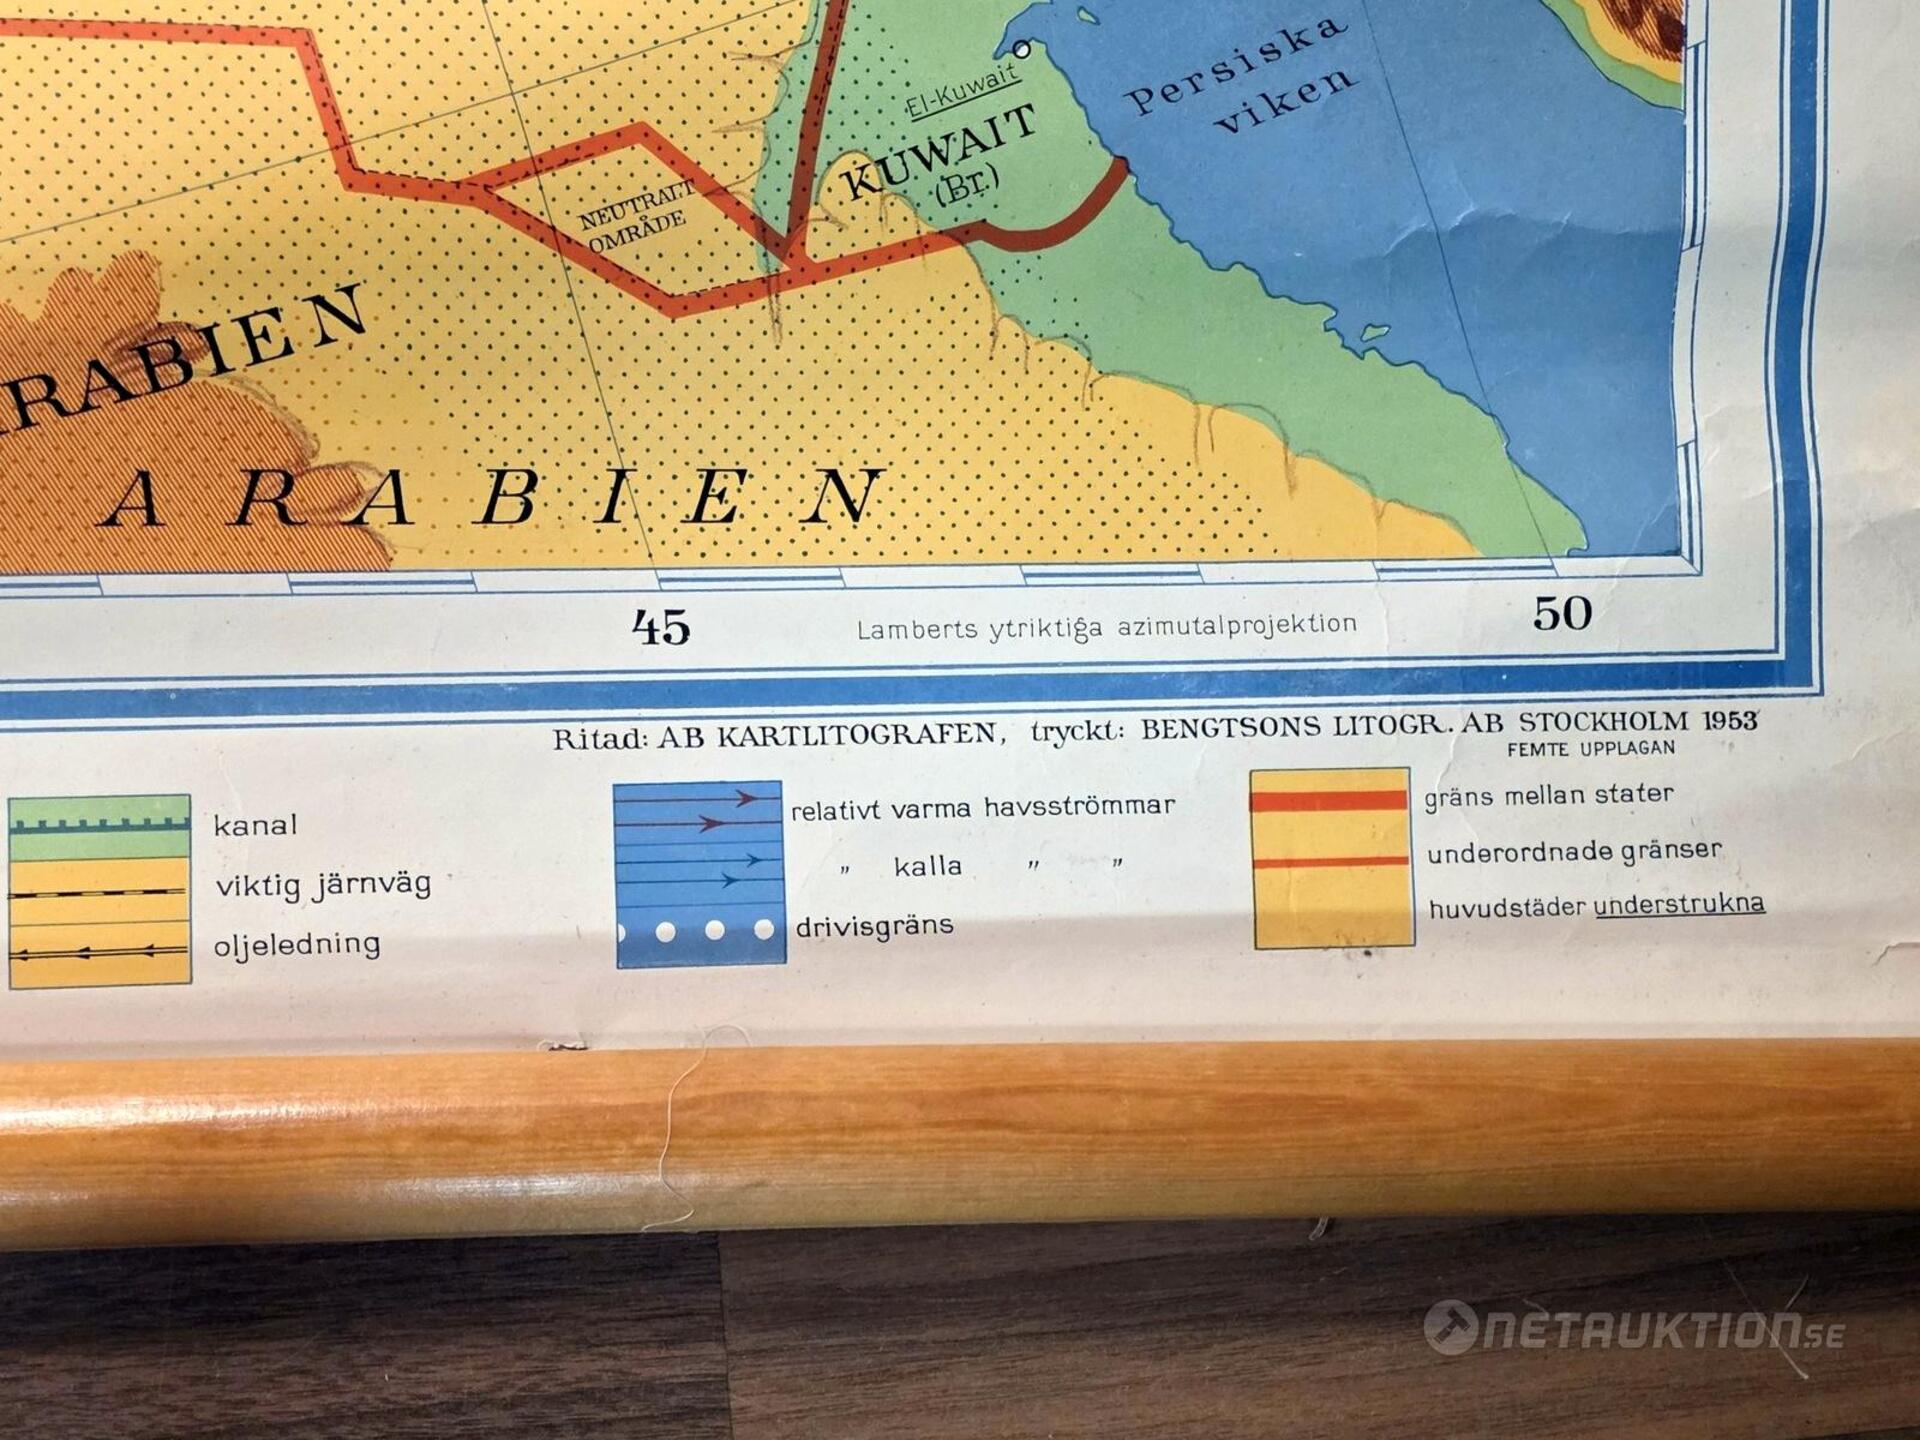 Persiska
viken
El-Kuwait
KUWAIT
(Br.)
NEUTRALT
OMRÅDE
RABIEN
ARABIEN
45
Lamberts ytriktiga azimutalprojektion
50
Ritad: AB KARTLITOGRAFEN, tryckt: BENGTSONS LITOGR. AB STOCKHOLM 1953
FEMTE UPPLAGAN
kanal
viktig järnväg
oljeledning
relativt varma havsströmmar
" kalla " "
drivisgräns
gräns mellan stater
underordnade gränser
huvudstäder understrukna
NETAUKTION.SE